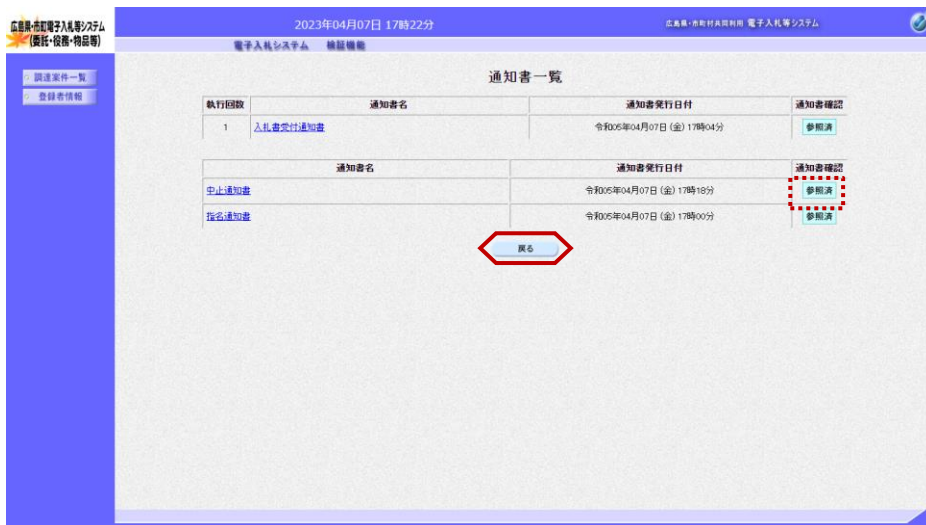 広島県・市町電子入札等システム
(委託・役務・物品等)
2023年04月07日 17時22分
広島県・市町村共同利用 電子入札等システム
電子入札システム 検証機能
調達案件一覧
登録者情報
通知書一覧
執行回数 通知書名 通知書発行日付 通知書確認
1 入札書受付通知書 令和05年04月07日 (金) 17時04分 参照済
通知書名 通知書発行日付 通知書確認
中止通知書 令和05年04月07日 (金) 17時18分 参照済
指名通知書 令和05年04月07日 (金) 17時00分 参照済
戻る